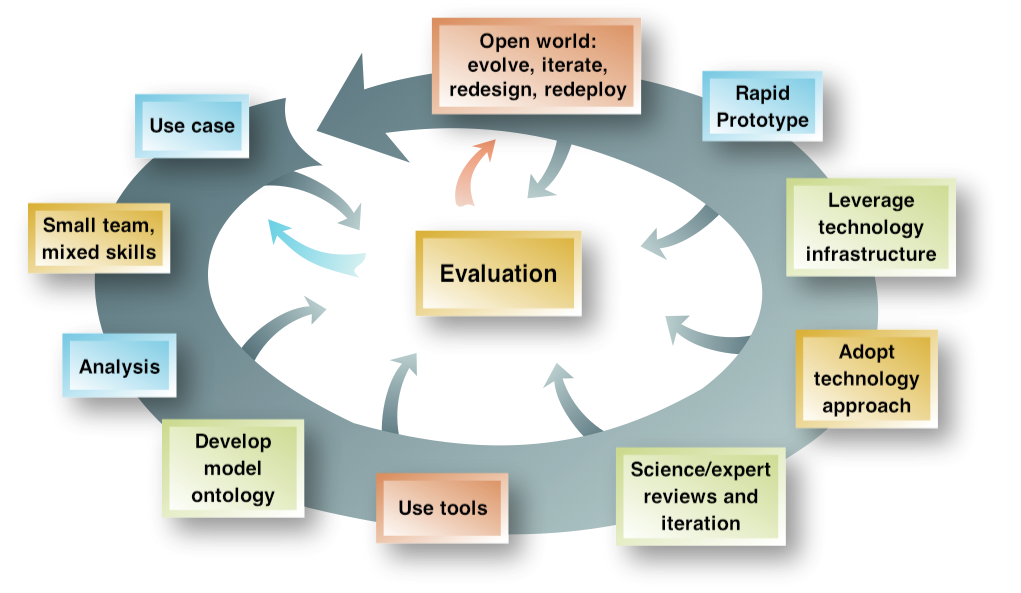 Open world:
evolve, iterate,
redesign, redeploy
Rapid
Prototype
Use case
Leverage
technology
infrastructure
Small team,
mixed skills
Evaluation
Adopt
technology
approach
Analysis
Develop
model
ontology
Use tools
Science/expert
reviews and
iteration